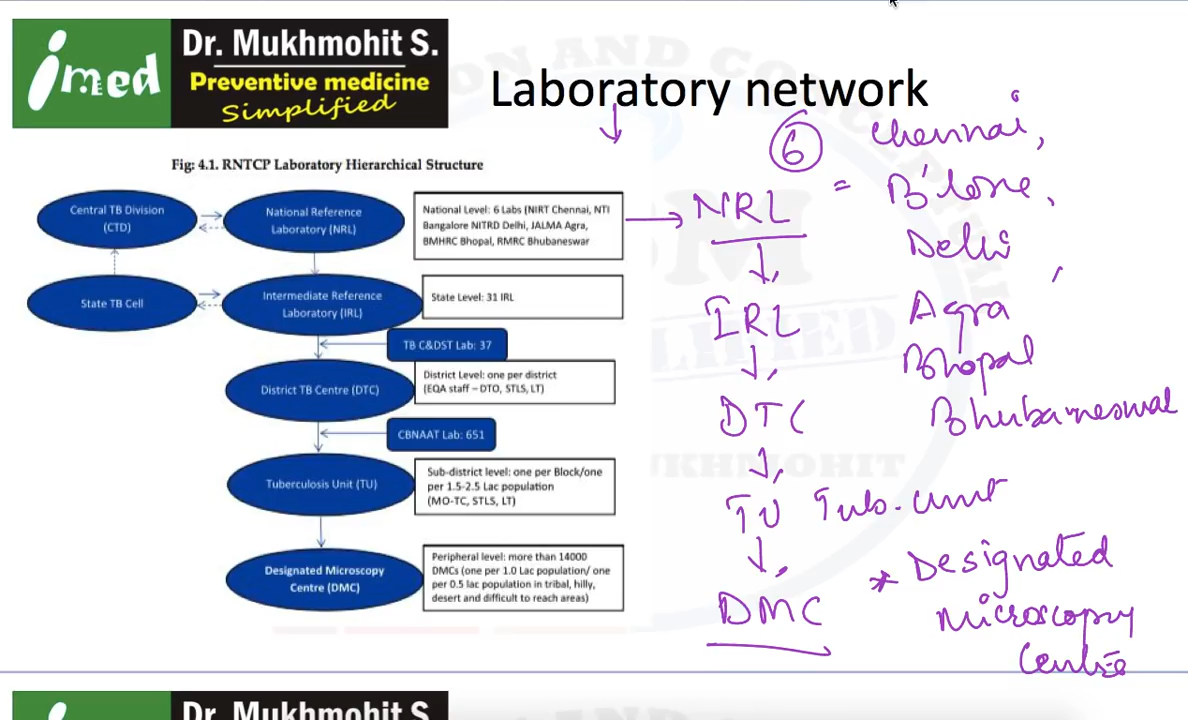 imed
Dr. Mukhmohit S.
Preventive medicine
Simplified
Laboratory network
Fig: 4.1. RNTCP Laboratory Hierarchical Structure
Central TB Division
(CTD)
National Reference
Laboratory (NRL)
National Level: 6 Labs (NIRT Chennai, NTI
Bangalore NITRD Delhi, JALMA Agra,
BMHRC Bhopal, RMRC Bhubaneswar
State TB Cell
Intermediate Reference
Laboratory (IRL)
State Level: 31 IRL
TB C&DST Lab: 37
District TB Centre (DTC)
District Level: one per district
(EQA staff – DTO, STLS, LT)
CBNAAT Lab: 651
Tuberculosis Unit (TU)
Sub-district level: one per Block/one
per 1.5-2.5 Lac population
(MO-TC, STLS, LT)
Designated Microscopy
Centre (DMC)
Peripheral level: more than 14000
DMCs (one per 1.0 Lac population/ one
per 0.5 lac population in tribal, hilly,
desert and difficult to reach areas)
6 Chennai,
NRL = B'lore,
Delhi,
IRL Agra
Bhopal
DTC Bhubaneswar
TU Tub. Unit
DMC * Designated
Microscopy
Centre
MUKHMOHIT
Dr. Mukhmohit S.